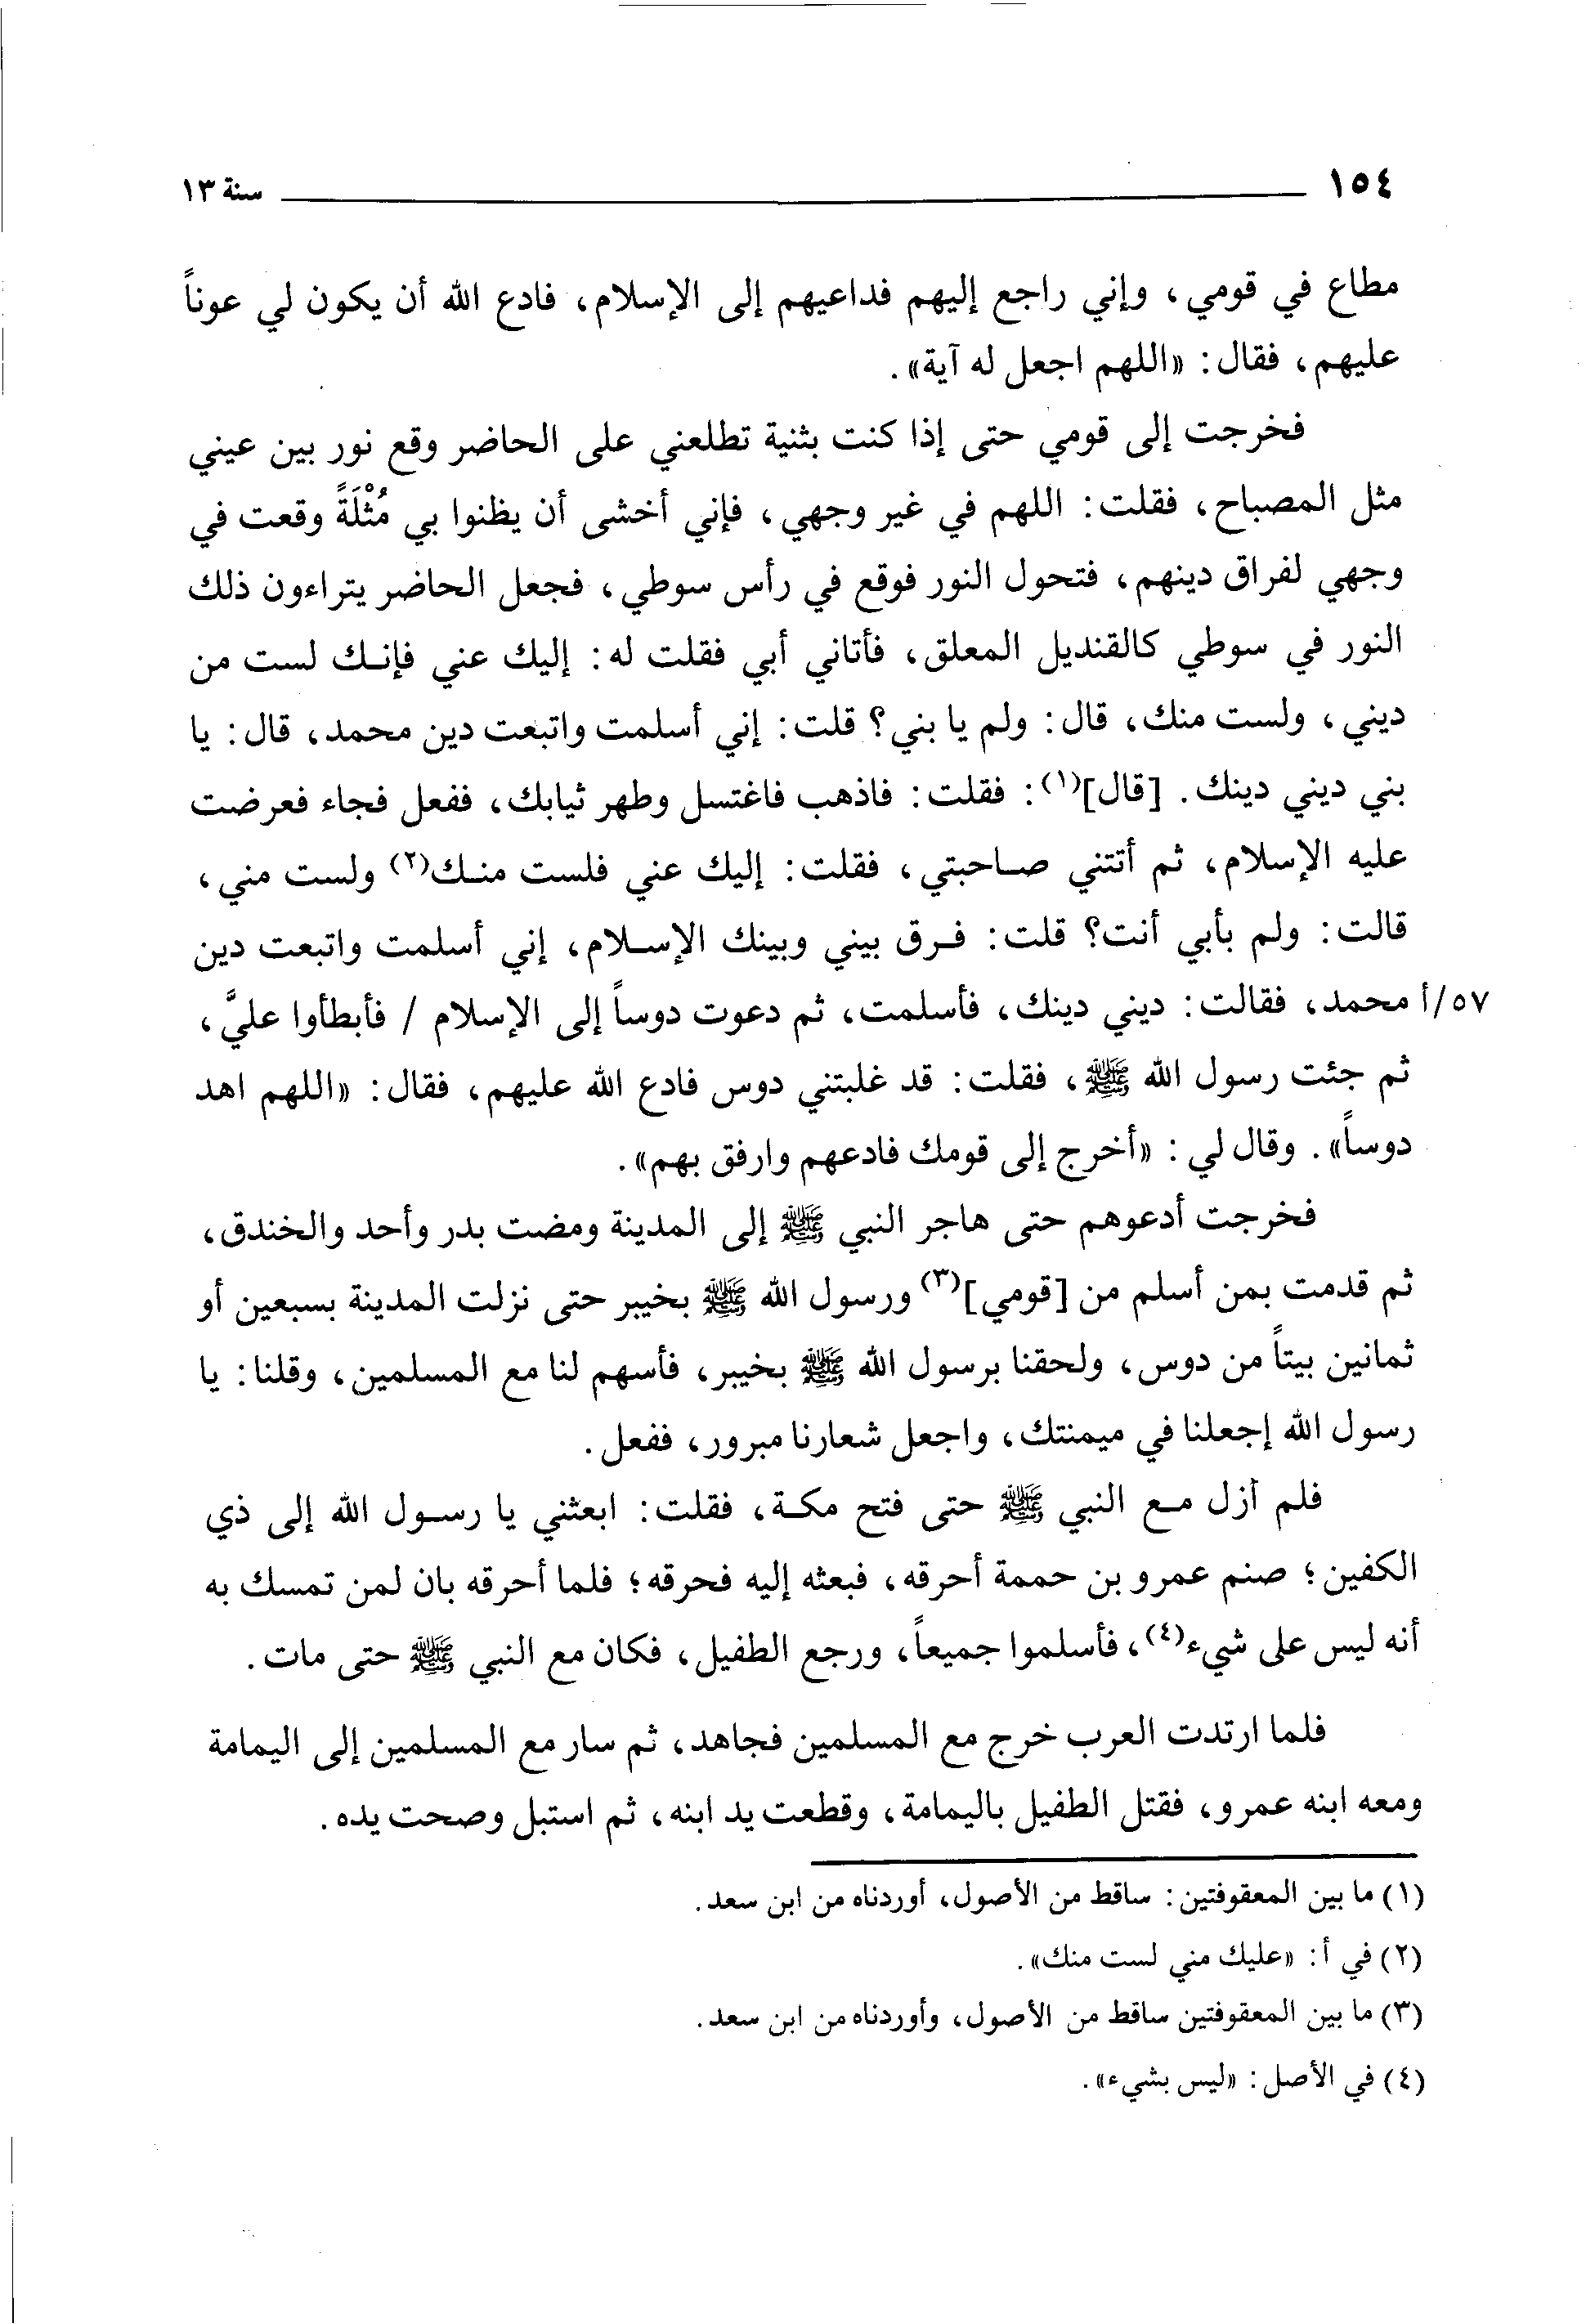 ١٥٤ سنة ١٣
مطاع في قومي، وإني راجع إليهم فداعيهم إلى الإسلام، فادع الله أن يكون لي عوناً
عليهم، فقال: «اللهم اجعل له آية».
فخرجت إلى قومي حتى إذا كنت بثنية تطلعني على الحاضر وقع نور بين عيني
مثل المصباح، فقلت: اللهم في غير وجهي، فإني أخشى أن يظنوا بي مُثْلَةً وقعت في
وجهي لفراق دينهم، فتحول النور فوقع في رأس سوطي، فجعل الحاضر يتراءون ذلك
النور في سوطي كالقنديل المعلق، فأتاني أبي فقلت له: إليك عني فإنك لست من
ديني، ولست منك، قال: ولم يا بني؟ قلت: إني أسلمت واتبعت دين محمد، قال: يا
بني ديني دينك. [قال](١): فقلت: فاذهب فاغتسل وطهر ثيابك، ففعل فجاء فعرضت
عليه الإسلام، ثم أتتني صاحبتي، فقلت: إليك عني فلست منك(٢) ولست مني،
قالت: ولم بأبي أنت؟ قلت: فرق بيني وبينك الإسلام، إني أسلمت واتبعت دين
٥٧/أ محمد، فقالت: ديني دينك، فأسلمت، ثم دعوت دوساً إلى الإسلام / فأبطأوا عليَّ،
ثم جئت رسول الله ﷺ، فقلت: قد غلبتني دوس فادع الله عليهم، فقال: «اللهم اهد
دوساً». وقال لي: «أخرج إلى قومك فادعهم وارفق بهم».
فخرجت أدعوهم حتى هاجر النبي ﷺ إلى المدينة ومضت بدر وأحد والخندق،
ثم قدمت بمن أسلم من [قومي](٣) ورسول الله ﷺ بخيبر حتى نزلت المدينة بسبعين أو
ثمانين بيتاً من دوس، ولحقنا برسول الله ﷺ بخيبر، فأسهم لنا مع المسلمين، وقلنا: يا
رسول الله إجعلنا في ميمنتك، واجعل شعارنا مبرور، ففعل.
فلم أزل مع النبي ﷺ حتى فتح مكة، فقلت: ابعثني يا رسول الله إلى ذي
الكفين؛ صنم عمرو بن حممة أحرقه، فبعثه إليه فحرقه؛ فلما أحرقه بان لمن تمسك به
أنه ليس على شيء(٤)، فأسلموا جميعاً، ورجع الطفيل، فكان مع النبي ﷺ حتى مات.
فلما ارتدت العرب خرج مع المسلمين فجاهد، ثم سار مع المسلمين إلى اليمامة
ومعه ابنه عمرو، فقتل الطفيل باليمامة، وقطعت يد ابنه، ثم استبل وصحت يده.
(١) ما بين المعقوفتين: ساقط من الأصول، أوردناه من ابن سعد.
(٢) في أ: «عليك مني لست منك».
(٣) ما بين المعقوفتين ساقط من الأصول، وأوردناه من ابن سعد.
(٤) في الأصل: «ليس بشيء».